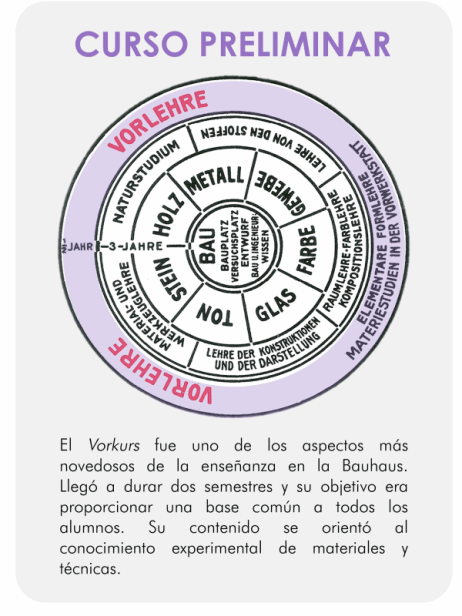 CURSO PRELIMINAR
VORLEHRE
NATURSTUDIUM
LEHRE VON DEN STOFFEN
ELEMENTARE FORMLEHRE
MATERIESTUDIEN IN DER VORWERKSTATT
HOLZ
METALL
GEWEBE
½ JAHR
3-JAHRE
BAU
BAUPLATZ
VERSUCHSPLATZ
ENTWURF
BAU U. INGENIEUR-
WISSEN
FARBE
RAUMLEHRE-FARBLEHRE
KOMPOSITIONSLEHRE
STEIN
TON
GLAS
MATERIAL-UND
WERKZEUGLEHRE
LEHRE DER KONSTRUKTIONEN
UND DER DARSTELLUNG
VORLEHRE
El Vorkurs fue uno de los aspectos más
novedosos de la enseñanza en la Bauhaus.
Llegó a durar dos semestres y su objetivo era
proporcionar una base común a todos los
alumnos. Su contenido se orientó al
conocimiento experimental de materiales y
técnicas.